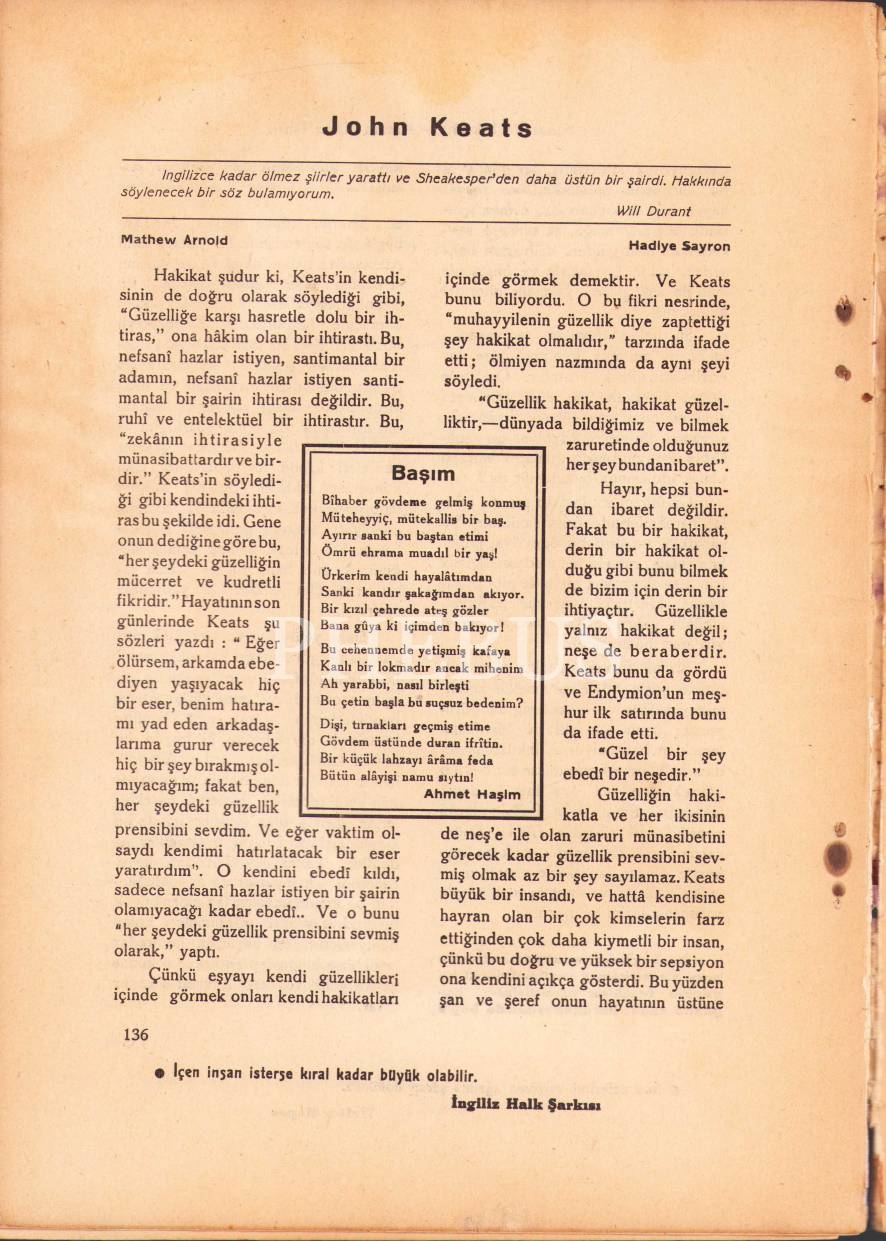 John Keats
Ingilizce kadar ölmez şiirler yarattı ve Sheakesper'den daha üstün bir şairdi. Hakkında
söylenecek bir söz bulamıyorum.
Will Durant
Mathew Arnold
Hadiye Sayron
Hakikat şudur ki, Keats'in kendi-
sinin de doğru olarak söylediği gibi,
"Güzelliğe karşı hasretle dolu bir ih-
tiras," ona hâkim olan bir ihtirastı. Bu,
nefsanî hazlar istiyen, santimantal bir
adamın, nefsanî hazlar istiyen santi-
mantal bir şairin ihtirası değildir. Bu,
ruhî ve entelektüel bir ihtirastır. Bu,
"zekânın ihtirasiyle
münasibattardır ve bir-
dir." Keats'in söyledi-
ği gibi kendindeki ihti-
ras bu şekilde idi. Gene
onun dediğine göre bu,
"her şeydeki güzelliğin
mücerret ve kudretli
fikridir." Hayatının son
günlerinde Keats şu
sözleri yazdı : " Eğer
ölürsem, arkamda ebe-
diyen yaşıyacak hiç
bir eser, benim hatıra-
mı yad eden arkadaş-
larıma gurur verecek
hiç bir şey bırakmış ol-
mıyacağım; fakat ben,
her şeydeki güzellik
prensibini sevdim. Ve eğer vaktim ol-
saydı kendimi hatırlatacak bir eser
yaratırdım". O kendini ebedî kıldı,
sadece nefsanî hazlar istiyen bir şairin
olamıyacağı kadar ebedî.. Ve o bunu
"her şeydeki güzellik prensibini sevmiş
olarak," yaptı.
Çünkü eşyayı kendi güzellikleri
içinde görmek onları kendi hakikatları
içinde görmek demektir. Ve Keats
bunu biliyordu. O bu fikri nesrinde,
"muhayyilenin güzellik diye zaptettiği
şey hakikat olmalıdır," tarzında ifade
etti; ölmiyen nazmında da aynı şeyi
söyledi.
"Güzellik hakikat, hakikat güzel-
liktir,—dünyada bildiğimiz ve bilmek
zaruretinde olduğunuz
her şey bundan ibaret".
Hayır, hepsi bun-
dan ibaret değildir.
Fakat bu bir hakikat,
derin bir hakikat ol-
duğu gibi bunu bilmek
de bizim için derin bir
ihtiyaçtır. Güzellikle
yalnız hakikat değil;
neşe de beraberdir.
Keats bunu da gördü
ve Endymion'un meş-
hur ilk satırında bunu
da ifade etti.
"Güzel bir şey
ebedî bir neşedir."
Güzelliğin haki-
katla ve her ikisinin
de neş'e ile olan zaruri münasibetini
görecek kadar güzellik prensibini sev-
miş olmak az bir şey sayılamaz. Keats
büyük bir insandı, ve hattâ kendisine
hayran olan bir çok kimselerin farz
ettiğinden çok daha kiymetli bir insan,
çünkü bu doğru ve yüksek bir sepsiyon
ona kendini açıkça gösterdi. Bu yüzden
şan ve şeref onun hayatının üstüne
Başım
Bîhaber gövdeme gelmiş konmuş
Müteheyyiç, mütekallis bir baş.
Ayırır sanki bu baştan etimi
Ömrü ehrama muadil bir yaş!
Ürkerim kendi hayalâtımdan
Sanki kandır şakağımdan akıyor.
Bir kızıl çehrede ateş gözler
Bana gûya ki içimden bakıyor!
Bu cehennemde yetişmiş kafaya
Kanlı bir lokmadır ancak mihenim
Ah yarabbi, nasıl birleşti
Bu çetin başla bu suçsuz bedenim?
Dişi, tırnakları geçmiş etime
Gövdem üstünde duran ifrîtin.
Bir küçük lahzayı ârâma feda
Bütün alâyişi namu sıytın!
Ahmet Haşim
136
● İçen insan isterse kıral kadar büyük olabilir.
İngiliz Halk Şarkısı